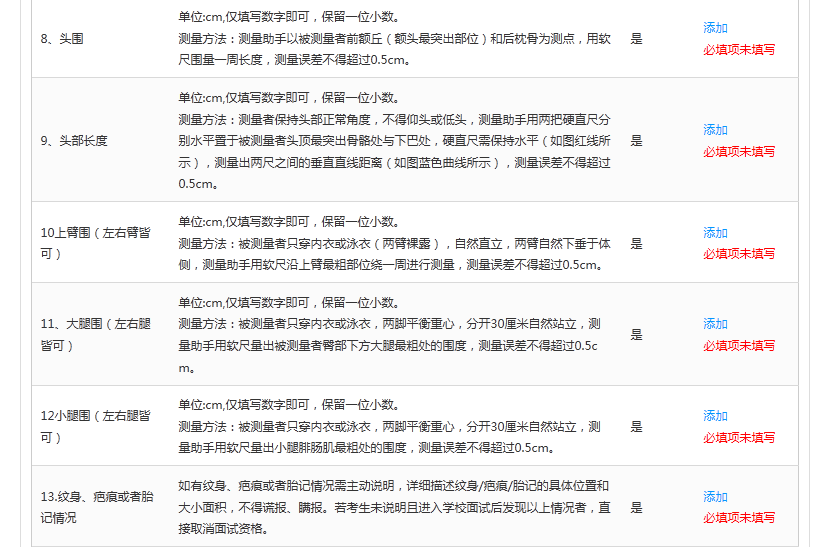 8、头围
单位:cm,仅填写数字即可，保留一位小数。
测量方法：测量助手以被测量者前额丘（额头最突出部位）和后枕骨为测点，用软
尺围量一周长度，测量误差不得超过0.5cm。
是
添加
必填项未填写
9、头部长度
单位:cm,仅填写数字即可，保留一位小数。
测量方法：测量者保持头部正常角度，不得仰头或低头，测量助手用两把硬直尺分
别水平置于被测量者头顶最突出骨骼处与下巴处，硬直尺需保持水平（如图红线所
示），测量出两尺之间的垂直直线距离（如图蓝色曲线所示），测量误差不得超过
0.5cm。
是
添加
必填项未填写
10上臂围（左右臂皆
可）
单位:cm,仅填写数字即可，保留一位小数。
测量方法：被测量者只穿内衣或泳衣（两臂裸露），自然直立，两臂自然下垂于体
侧，测量助手用软尺沿上臂最粗部位绕一周进行测量，测量误差不得超过0.5cm。
是
添加
必填项未填写
11、大腿围（左右腿
皆可）
单位:cm,仅填写数字即可，保留一位小数。
测量方法：被测量者只穿内衣或泳衣，两脚平衡重心，分开30厘米自然站立，测
量助手用软尺量出被测量者臀部下方大腿最粗处的围度，测量误差不得超过0.5c
m。
是
添加
必填项未填写
12小腿围（左右腿皆
可）
单位:cm,仅填写数字即可，保留一位小数。
测量方法：被测量者只穿内衣或泳衣，两脚平衡重心，分开30厘米自然站立，测
量助手用软尺量出小腿腓肠肌最粗处的围度，测量误差不得超过0.5cm。
是
添加
必填项未填写
13.纹身、疤痕或者胎
记情况
如有纹身、疤痕或者胎记情况需主动说明，详细描述纹身/疤痕/胎记的具体位置和
大小面积，不得谎报、瞒报。若考生未说明且进入学校面试后发现以上情况者，直
接取消面试资格。
是
添加
必填项未填写